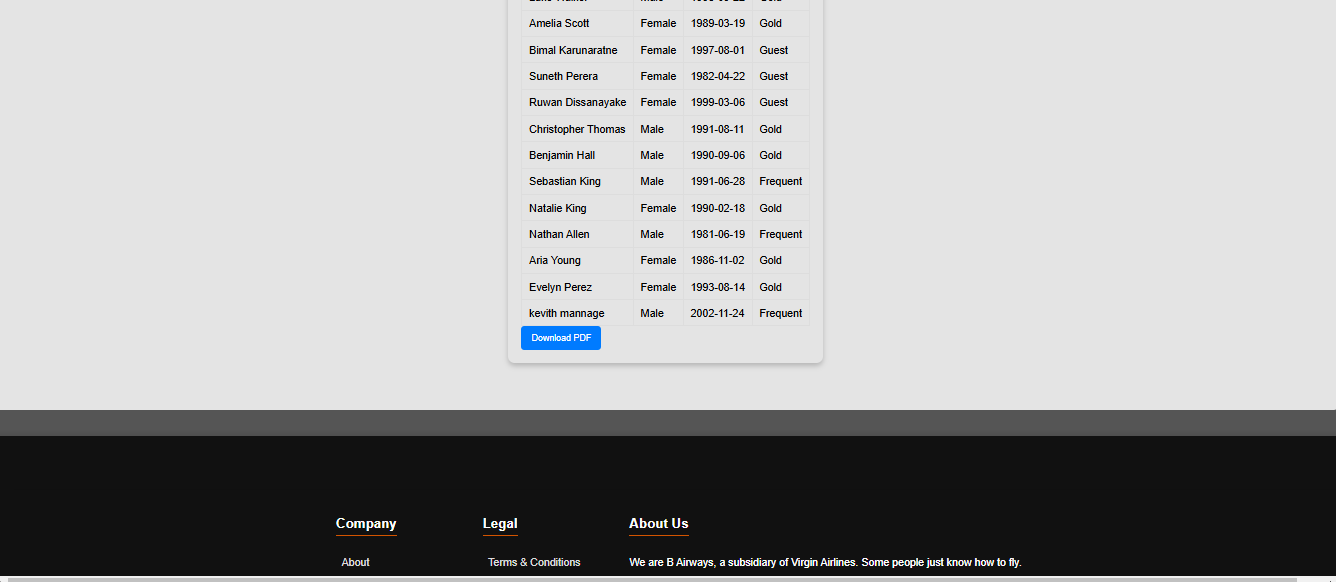 Amelia Scott Female 1989-03-19 Gold
Bimal Karunaratne Female 1997-08-01 Guest
Suneth Perera Female 1982-04-22 Guest
Ruwan Dissanayake Female 1999-03-06 Guest
Christopher Thomas Male 1991-08-11 Gold
Benjamin Hall Male 1990-09-06 Gold
Sebastian King Male 1991-06-28 Frequent
Natalie King Female 1990-02-18 Gold
Nathan Allen Male 1981-06-19 Frequent
Aria Young Female 1986-11-02 Gold
Evelyn Perez Female 1993-08-14 Gold
kevith mannage Male 2002-11-24 Frequent
Download PDF
Company Legal About Us
About Terms & Conditions We are B Airways, a subsidiary of Virgin Airlines. Some people just know how to fly.